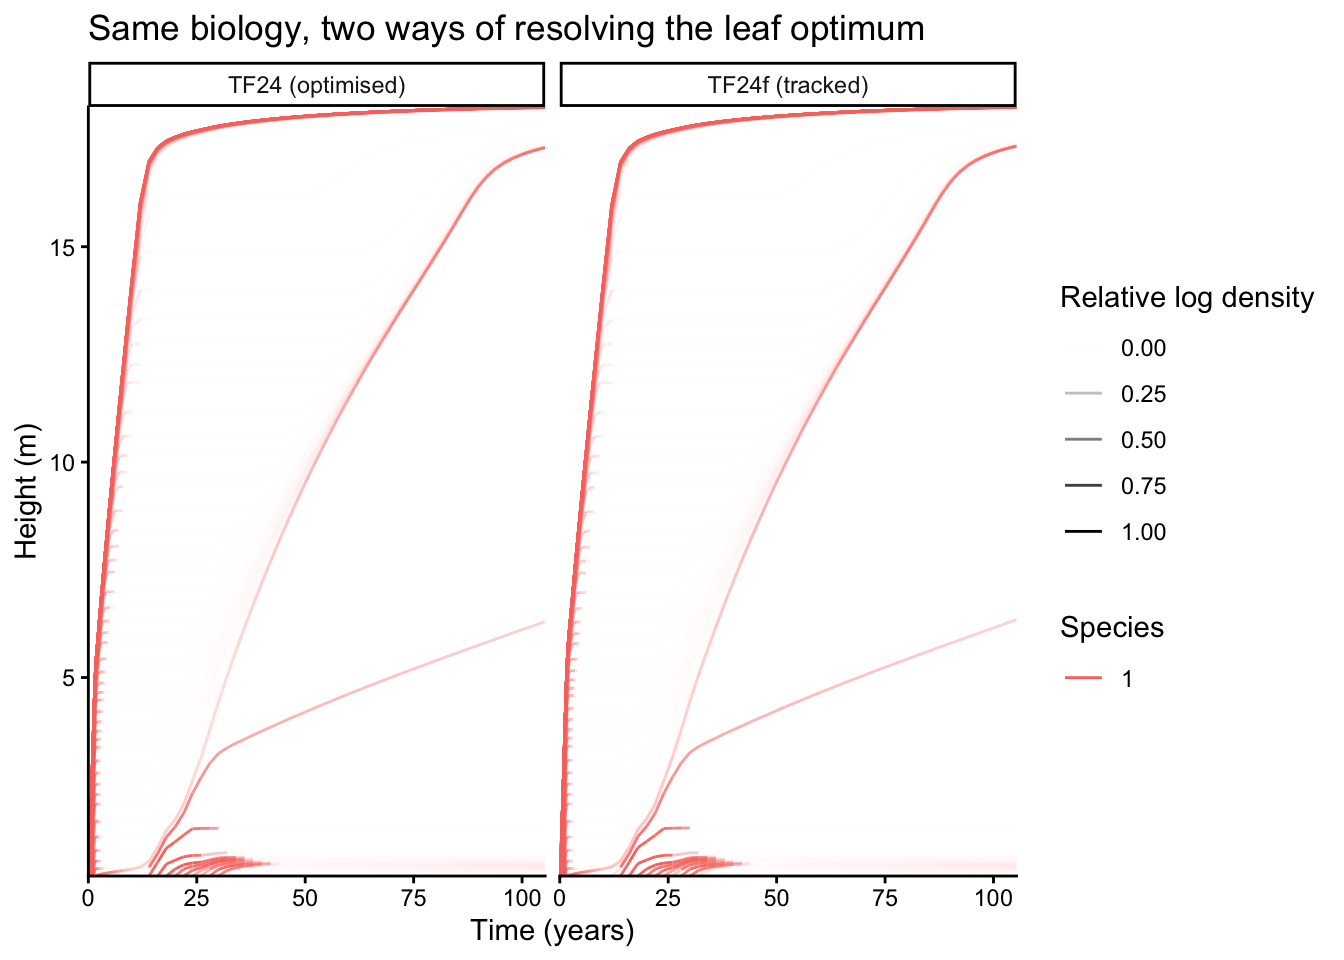 Same biology, two ways of resolving the leaf optimum
TF24 (optimised)
TF24f (tracked)
15
10
5
Height (m)
0
25
50
75
100
0
25
50
75
100
Time (years)
Relative log density
0.00
0.25
0.50
0.75
1.00
Species
1